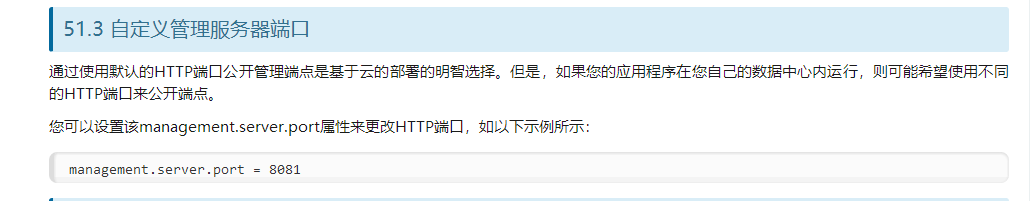 51.3 自定义管理服务器端口
通过使用默认的HTTP端口公开管理端点是基于云的部署的明智选择。但是，如果您的应用程序在您自己的数据中心内运行，则可能希望使用不同
的HTTP端口来公开端点。
您可以设置该management.server.port属性来更改HTTP端口，如以下示例所示：
management.server.port = 8081